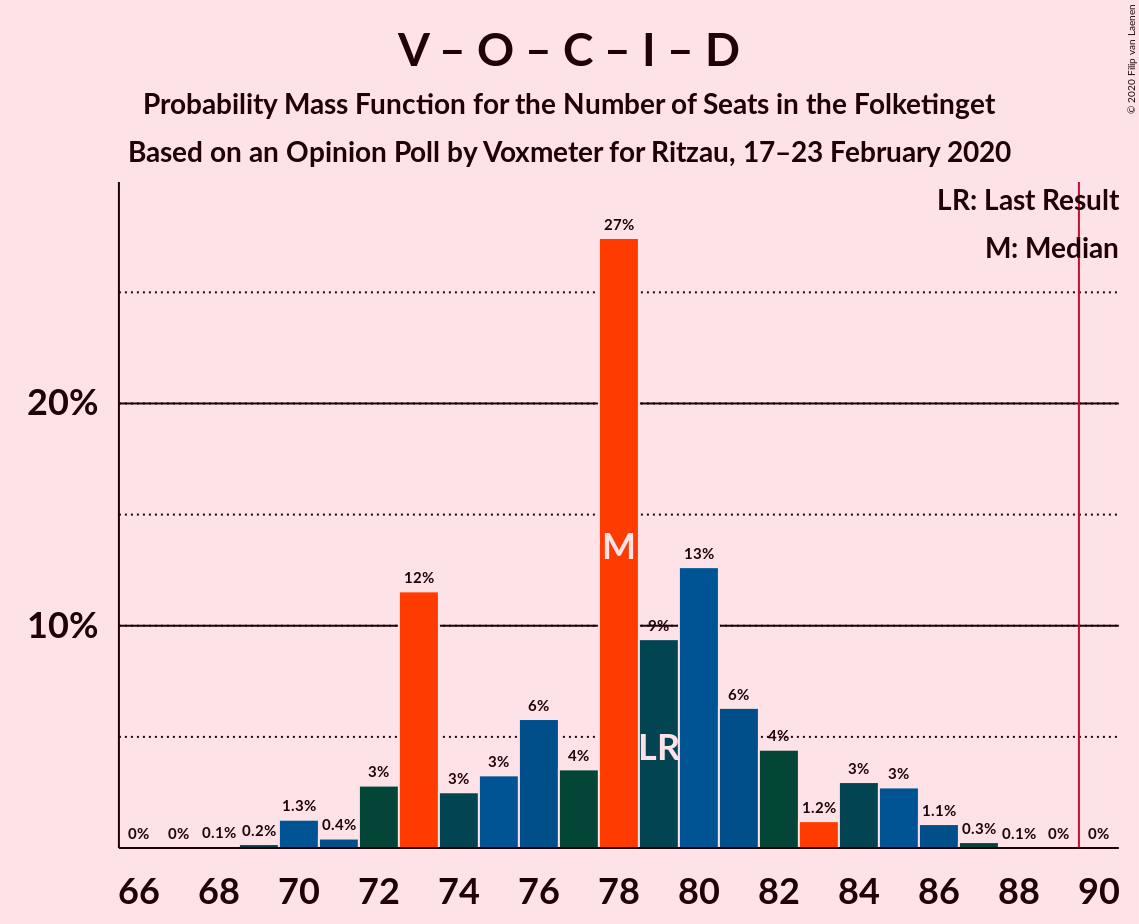 V – O – C – I – D
Probability Mass Function for the Number of Seats in the Folketinget
Based on an Opinion Poll by Voxmeter for Ritzau, 17–23 February 2020
© 2020 Filip van Laenen
LR: Last Result
M: Median
20%
10%
0% 0% 0.1% 0.2% 1.3% 0.4% 3% 12% 3% 3% 6% 4% 27% 9% 13% 6% 4% 1.2% 3% 3% 1.1% 0.3% 0.1% 0% 0%
M
LR
66 68 70 72 74 76 78 80 82 84 86 88 90